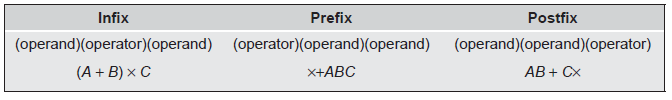 Infix Prefix Postfix
(operand)(operator)(operand) (operator)(operand)(operand) (operand)(operand)(operator)
(A + B) × C ×+ABC AB + C×